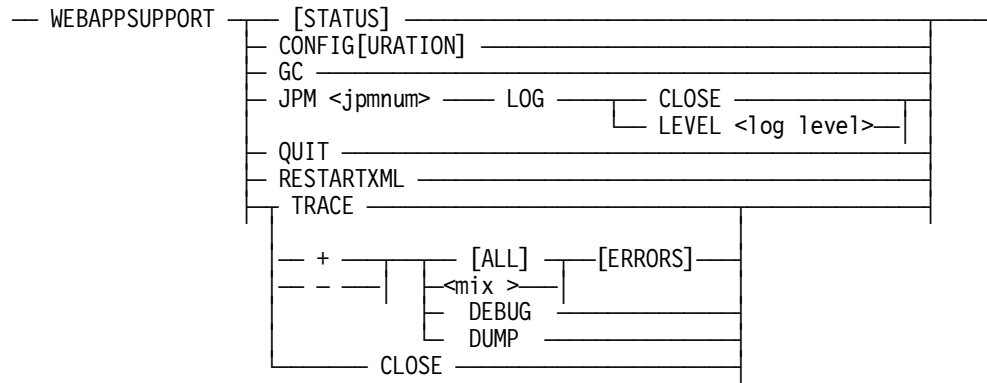 WEBAPPSUPPORT [STATUS]
CONFIG[URATION]
GC
JPM <jpmnum> LOG CLOSE
LEVEL <log level>
QUIT
RESTARTXML
TRACE
+ [ALL] [ERRORS]
- <mix >
DEBUG
DUMP
CLOSE